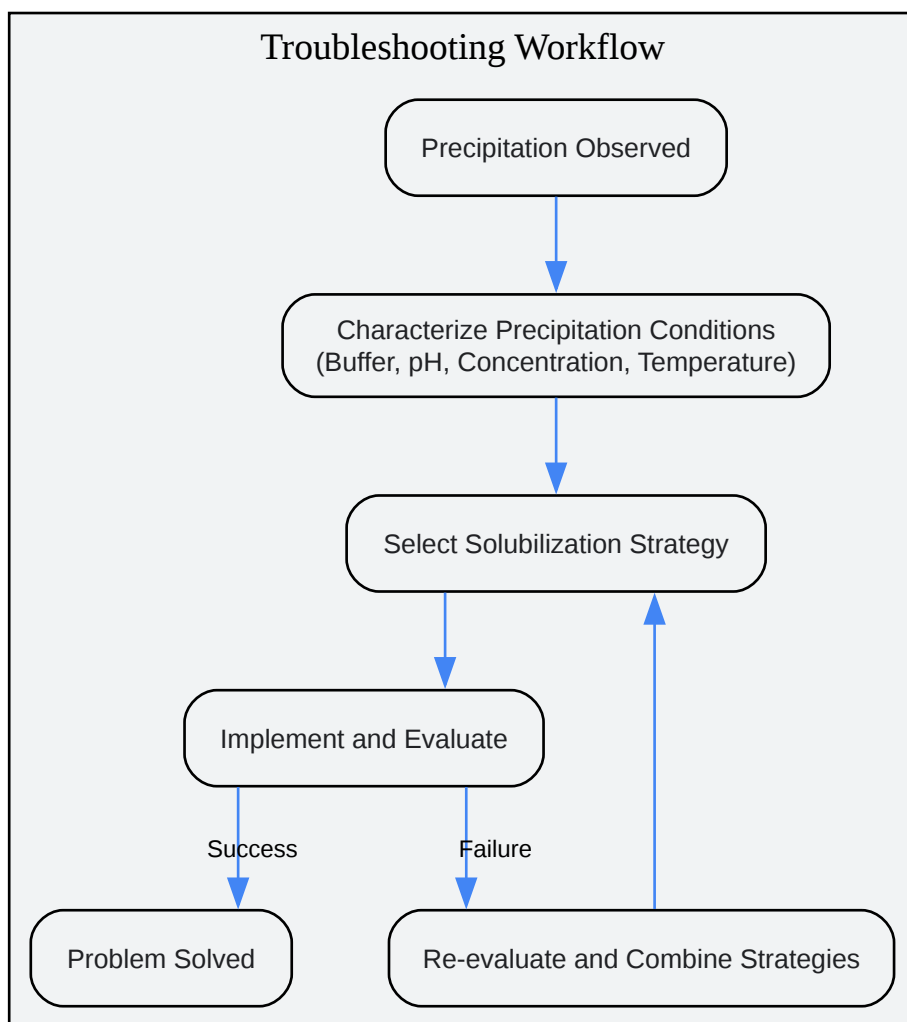 Troubleshooting Workflow
Precipitation Observed
Characterize Precipitation Conditions
(Buffer, pH, Concentration, Temperature)
Select Solubilization Strategy
Implement and Evaluate
Success
Failure
Problem Solved
Re-evaluate and Combine Strategies